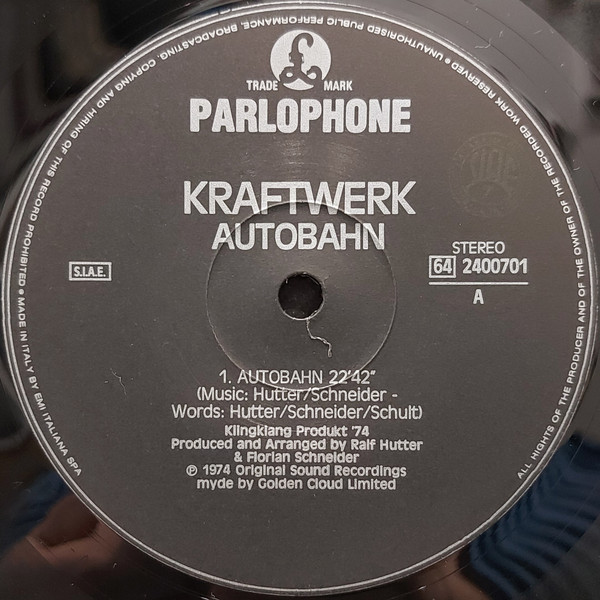 TRADE MARK
PARLOPHONE
KRAFTWERK
AUTOBAHN
S.I.A.E.
STEREO
64 2400701
A
1. AUTOBAHN 22'42"
(Music: Hutter/Schneider -
Words: Hutter/Schneider/Schult)
Klingklang Produkt '74
Produced and Arranged by Ralf Hutter
& Florian Schneider
℗ 1974 Original Sound Recordings
myde by Golden Cloud Limited
ALL RIGHTS OF THE PRODUCER AND OF THE OWNER OF THE RECORDED WORK RESERVED ● UNAUTHORISED PUBLIC PERFORMANCE, BROADCASTING, COPYING AND HIRING OF THIS RECORD PROHIBITED ● MADE IN ITALY BY EMI ITALIANA SPA